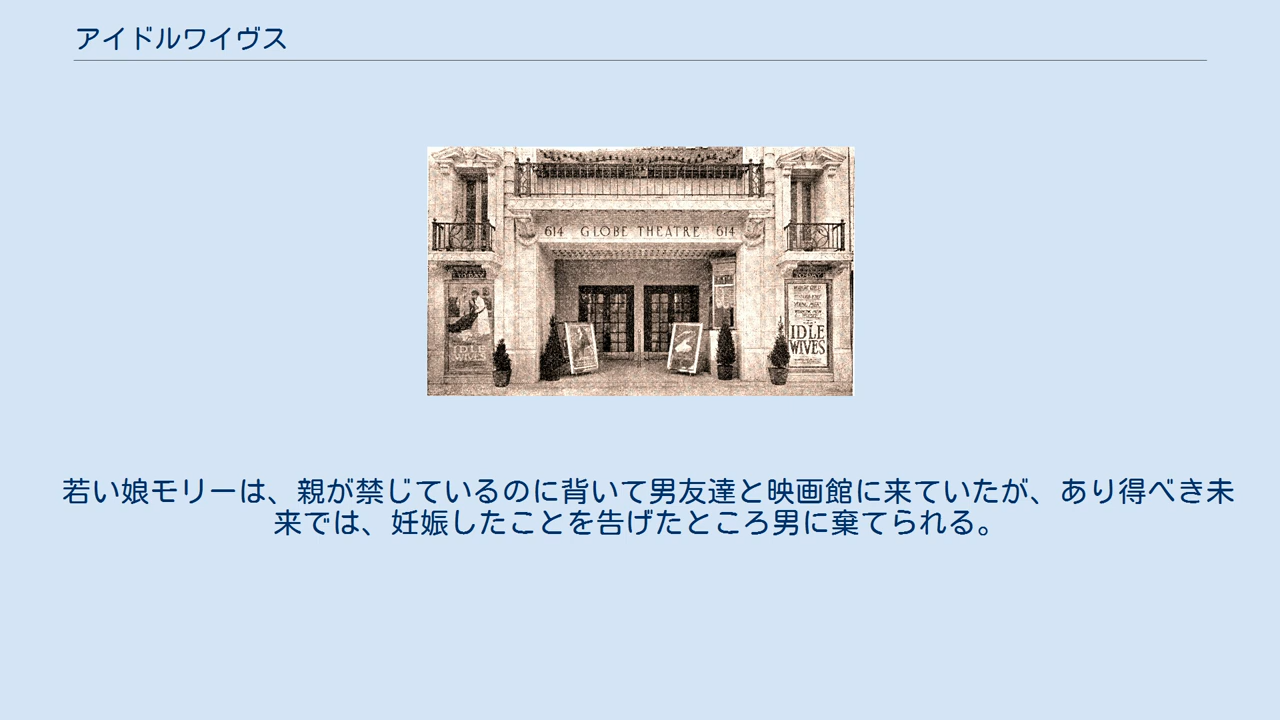 アイドルワイヴス
614 GLOBE THEATRE 614
IDLE
WIVES
IDLE
WIVES
若い娘モリーは、親が禁じているのに背いて男友達と映画館に来ていたが、あり得べき未
来では、妊娠したことを告げたところ男に棄てられる。